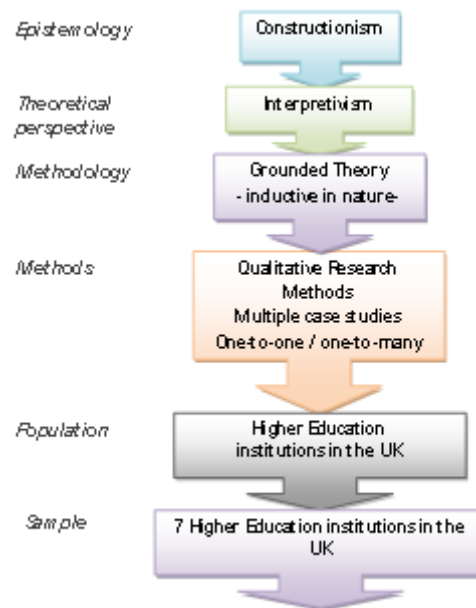 Epistemology
Constructionism
Theoretical
perspective
Interpretivism
Methodology
Grounded Theory
- inductive in nature-
Methods
Qualitative Research
Methods
Multiple case studies
One-to-one / one-to-many
Population
Higher Education
institutions in the UK
Sample
7 Higher Education institutions in the
UK